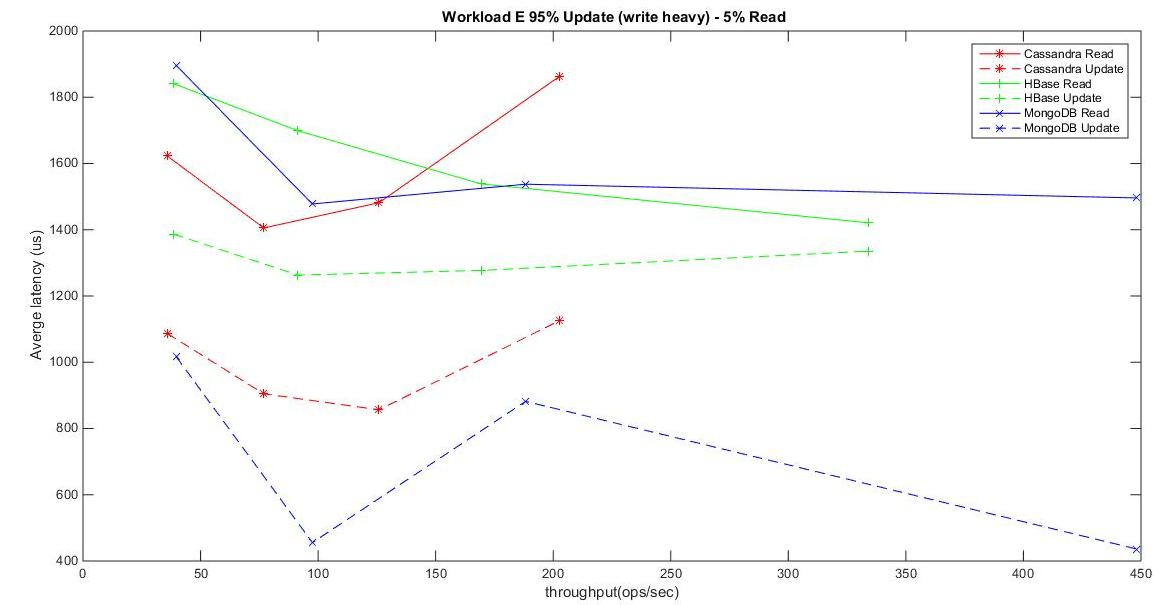 Workload E 95% Update (write heavy) - 5% Read
2000
1800
1600
1400
1200
1000
800
600
400
Averge latency (us)
Cassandra Read
Cassandra Update
HBase Read
HBase Update
MongoDB Read
MongoDB Update
0 50 100 150 200 250 300 350 400 450
throughput(ops/sec)